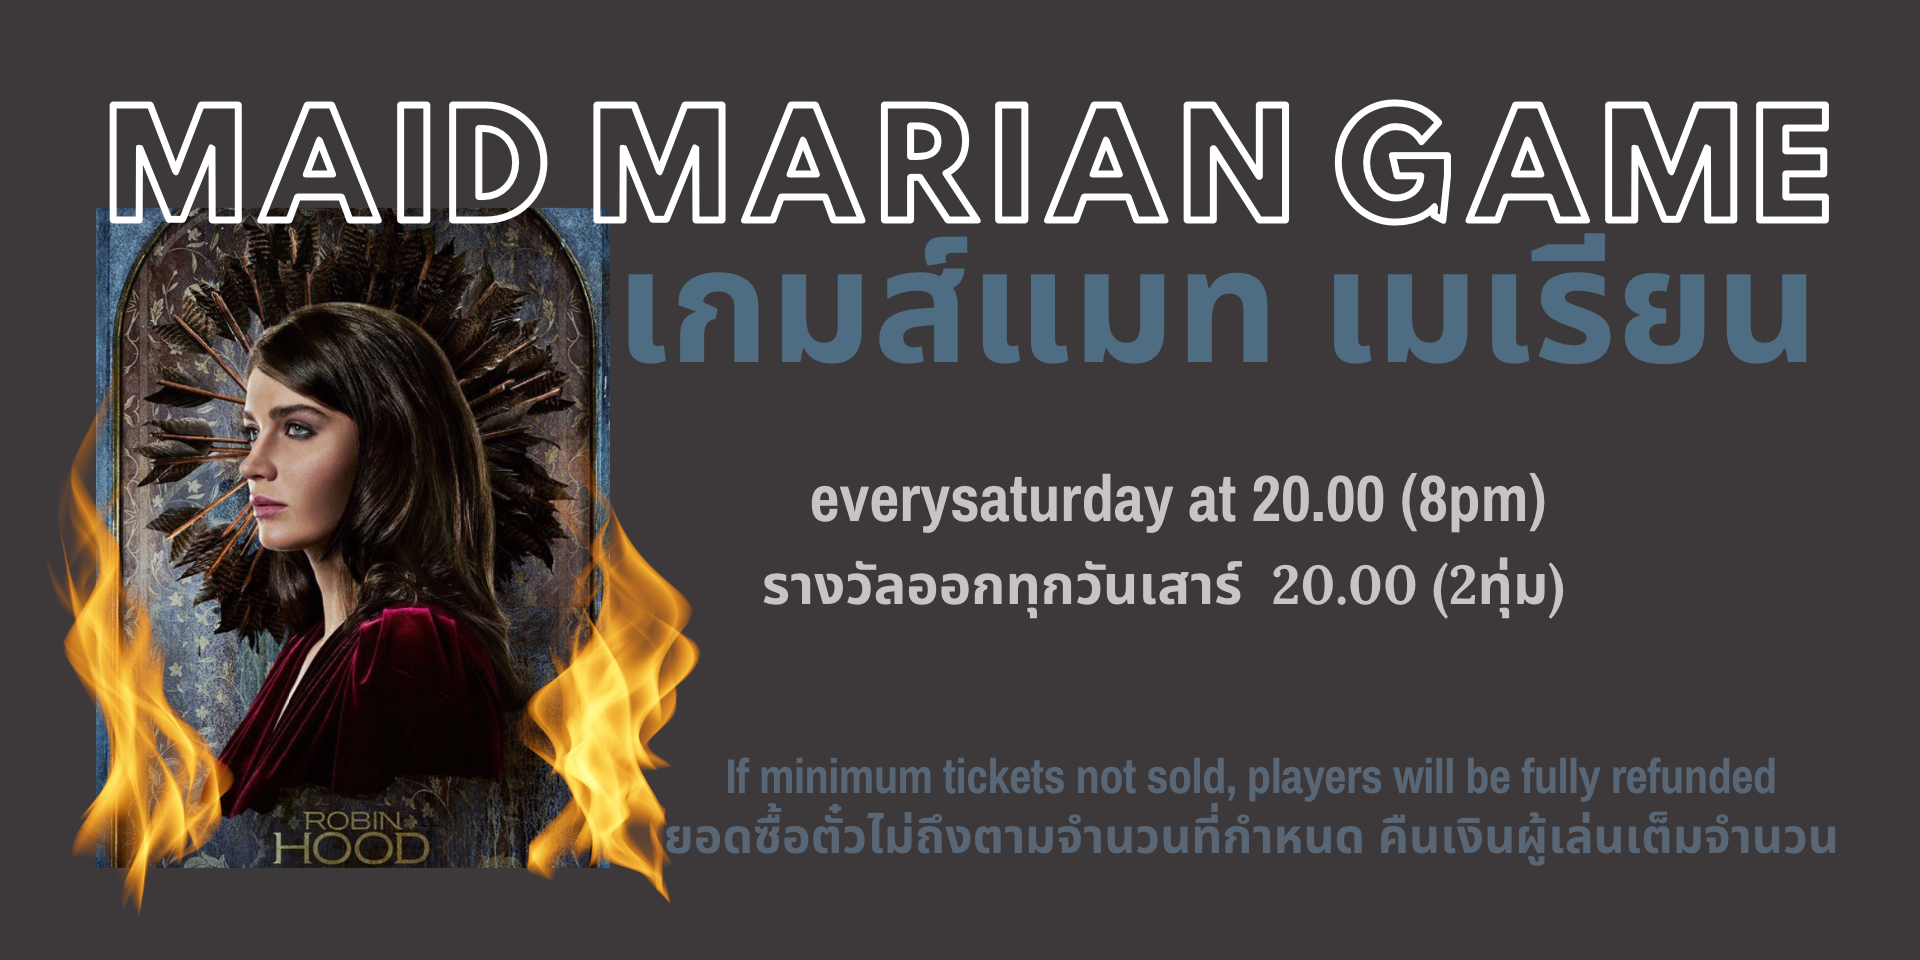 MAID MARIAN GAME
เกมส์แมท เมเรียน
everysaturday at 20.00 (8pm)
รางวัลออกทุกวันเสาร์ 20.00 (2ทุ่ม)
If minimum tickets not sold, players will be fully refunded
ยอดซื้อตั๋วไม่ถึงตามจำนวนที่กำหนด คืนเงินผู้เล่นเต็มจำนวน
ROBIN
HOOD